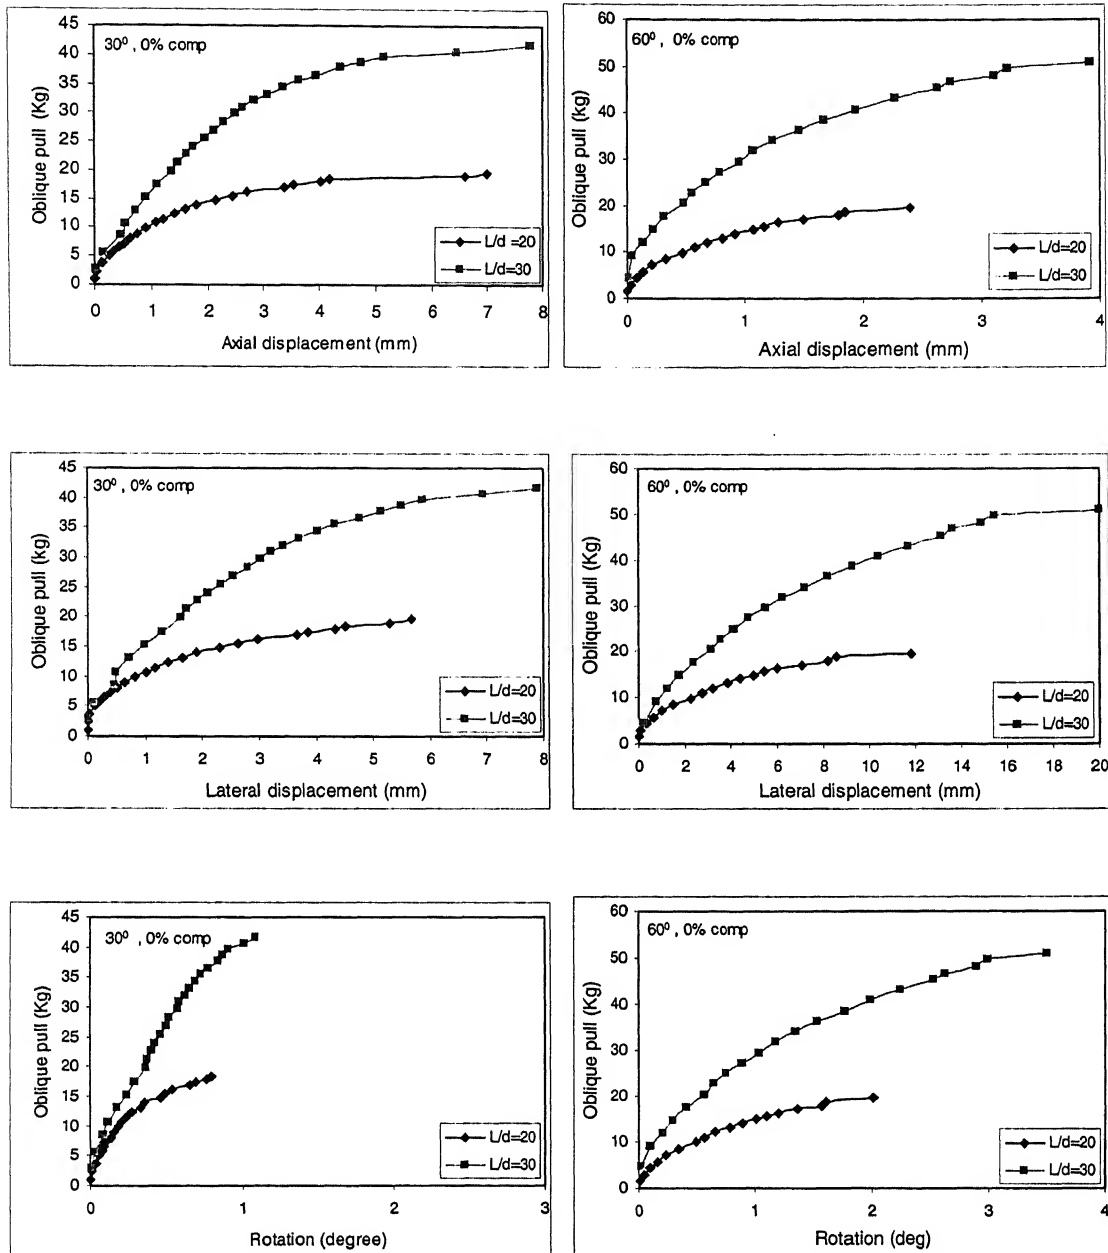 30⁰ , 0% comp
Oblique pull (Kg)
45
40
35
30
25
20
15
10
5
0
0 1 2 3 4 5 6 7 8
Axial displacement (mm)
L/d =20
L/d=30
60⁰ , 0% comp
Oblique pull (kg)
60
50
40
30
20
10
0
0 1 2 3 4
Axial displacement (mm)
L/d=20
L/d=30
30⁰ , 0% comp
Oblique pull (Kg)
45
40
35
30
25
20
15
10
5
0
0 1 2 3 4 5 6 7 8
Lateral displacement (mm)
L/d=20
L/d=30
60⁰ , 0% comp
Oblique pull (Kg)
60
50
40
30
20
10
0
0 2 4 6 8 10 12 14 16 18 20
Lateral displacement (mm)
L/d=20
L/d=30
30⁰ , 0% comp
Oblique pull (Kg)
45
40
35
30
25
20
15
10
5
0
0 1 2 3
Rotation (degree)
L/d=20
L/d=30
60⁰ , 0% comp
Oblique pull (Kg)
60
50
40
30
20
10
0
0 1 2 3 4
Rotation (deg)
L/d=20
L/d=30